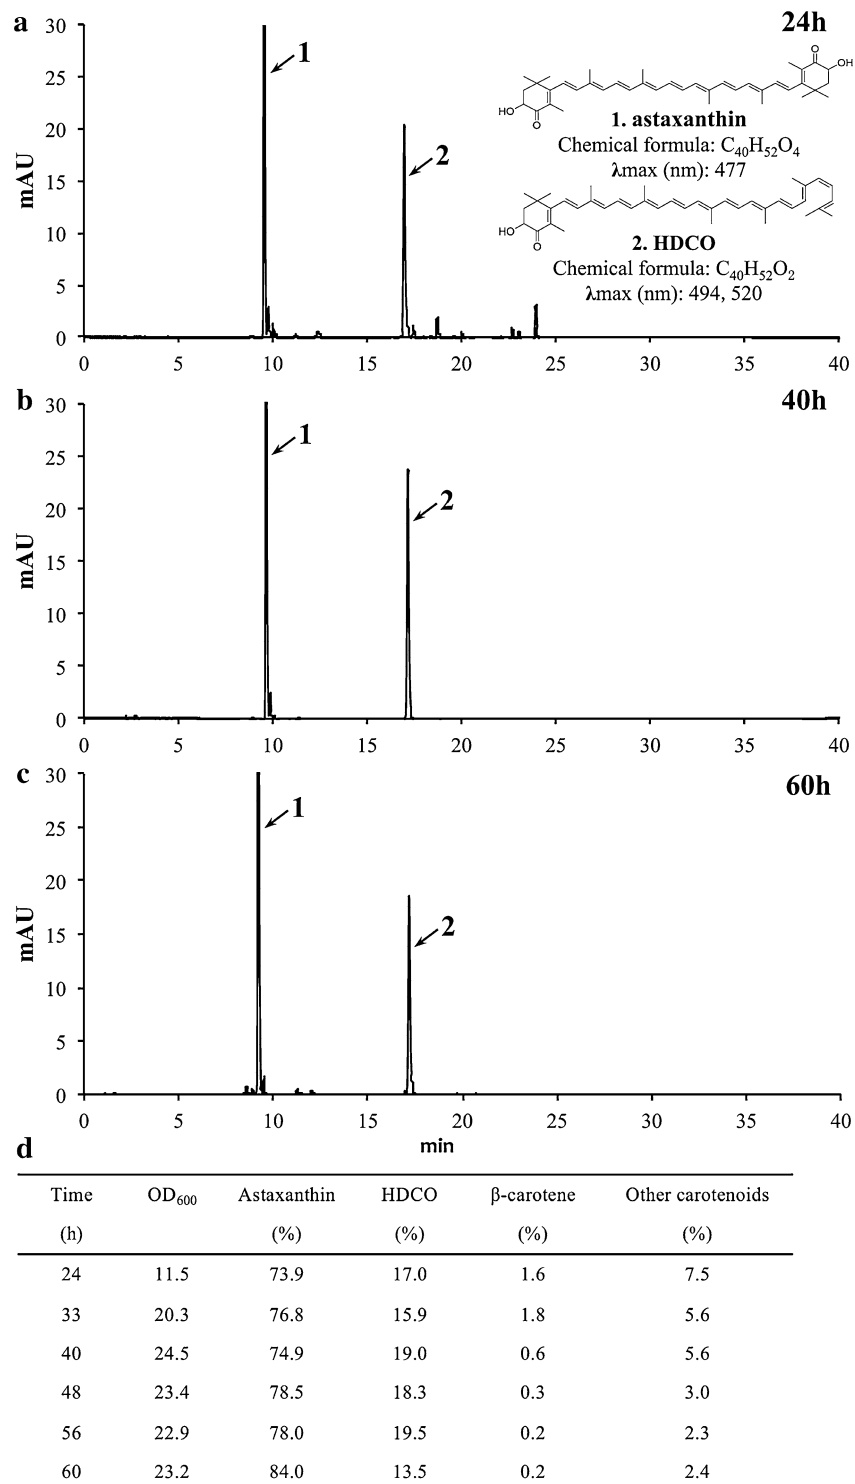 a
24h
30
25
20
15
10
5
0
mAU
1
2
O
OH
HO
O
1. astaxanthin
Chemical formula: C₄₀H₅₂O₄
λmax (nm): 477
HO
O
2. HDCO
Chemical formula: C₄₀H₅₂O₂
λmax (nm): 494, 520
0 5 10 15 20 25 30 35 40
b
40h
30
25
20
15
10
5
0
mAU
1
2
0 5 10 15 20 25 30 35 40
c
60h
30
25
20
15
10
5
0
mAU
1
2
0 5 10 15 20 25 30 35 40
min
d
Time OD₆₀₀ Astaxanthin HDCO β-carotene Other carotenoids
(h) (%) (%) (%) (%)
24 11.5 73.9 17.0 1.6 7.5
33 20.3 76.8 15.9 1.8 5.6
40 24.5 74.9 19.0 0.6 5.6
48 23.4 78.5 18.3 0.3 3.0
56 22.9 78.0 19.5 0.2 2.3
60 23.2 84.0 13.5 0.2 2.4